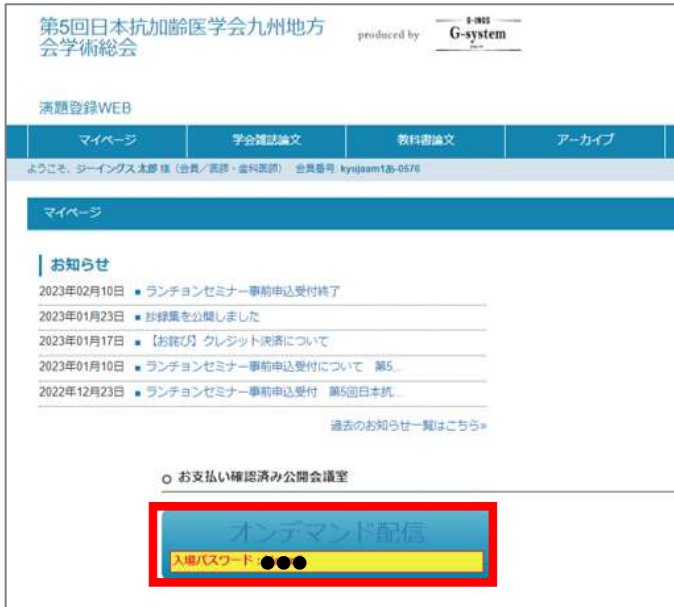 第5回日本抗加齢医学会九州地方
会学術総会
produced by
G-INGS
G-system
演題登録WEB
マイページ
学会雑誌論文
教科書論文
アーカイブ
ようこそ、ジーイングス 太郎 様（会員／医師・歯科医師） 会員番号 kyujaam1あ-0576
マイページ
お知らせ
2023年02月10日 ■ ランチョンセミナー事前申込受付終了
2023年01月23日 ■ 抄録集を公開しました
2023年01月17日 ■ 【お詫び】クレジット決済について
2023年01月10日 ■ ランチョンセミナー事前申込受付について 第5...
2022年12月23日 ■ ランチョンセミナー事前申込受付 第5回日本抗...
過去のお知らせ一覧はこちら»
お支払い確認済み公開会議室
オンデマンド配信
入場パスワード：●●●